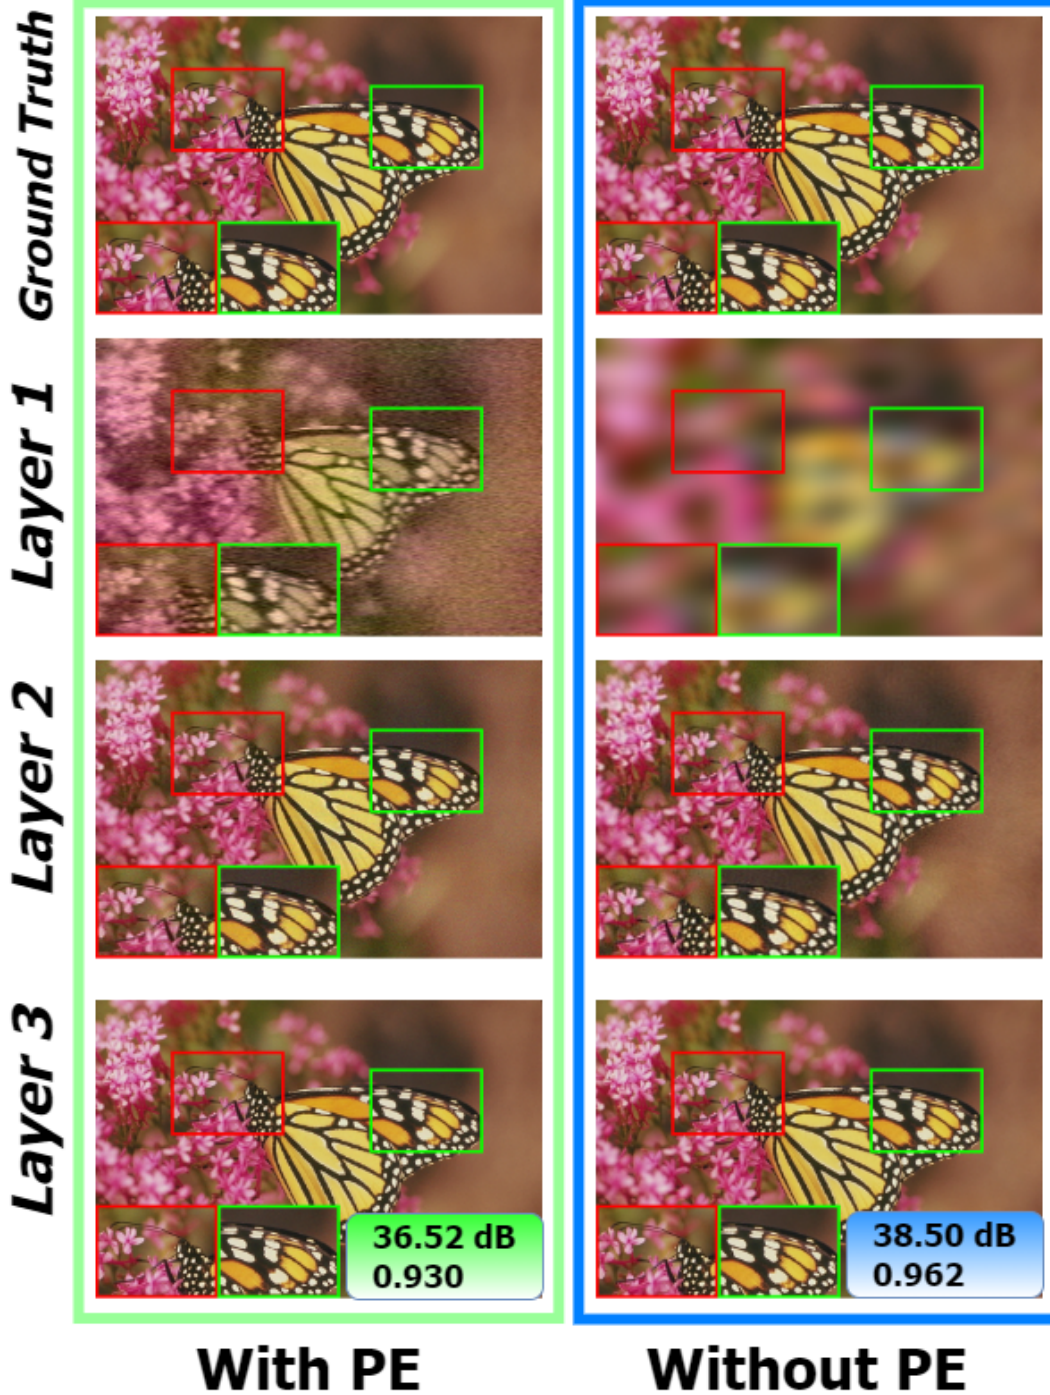 Ground Truth
Layer 1
Layer 2
Layer 3
36.52 dB
0.930
38.50 dB
0.962
With PE
Without PE